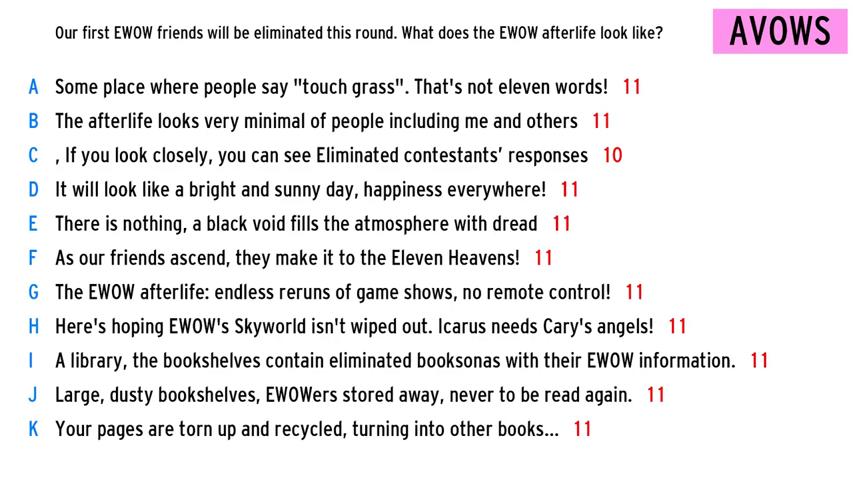 Our first EWOW friends will be eliminated this round. What does the EWOW afterlife look like?
AVOWS
A Some place where people say "touch grass". That's not eleven words! 11
B The afterlife looks very minimal of people including me and others 11
C , If you look closely, you can see Eliminated contestants’ responses 10
D It will look like a bright and sunny day, happiness everywhere! 11
E There is nothing, a black void fills the atmosphere with dread 11
F As our friends ascend, they make it to the Eleven Heavens! 11
G The EWOW afterlife: endless reruns of game shows, no remote control! 11
H Here's hoping EWOW's Skyworld isn't wiped out. Icarus needs Cary's angels! 11
I A library, the bookshelves contain eliminated booksonas with their EWOW information. 11
J Large, dusty bookshelves, EWOWers stored away, never to be read again. 11
K Your pages are torn up and recycled, turning into other books... 11